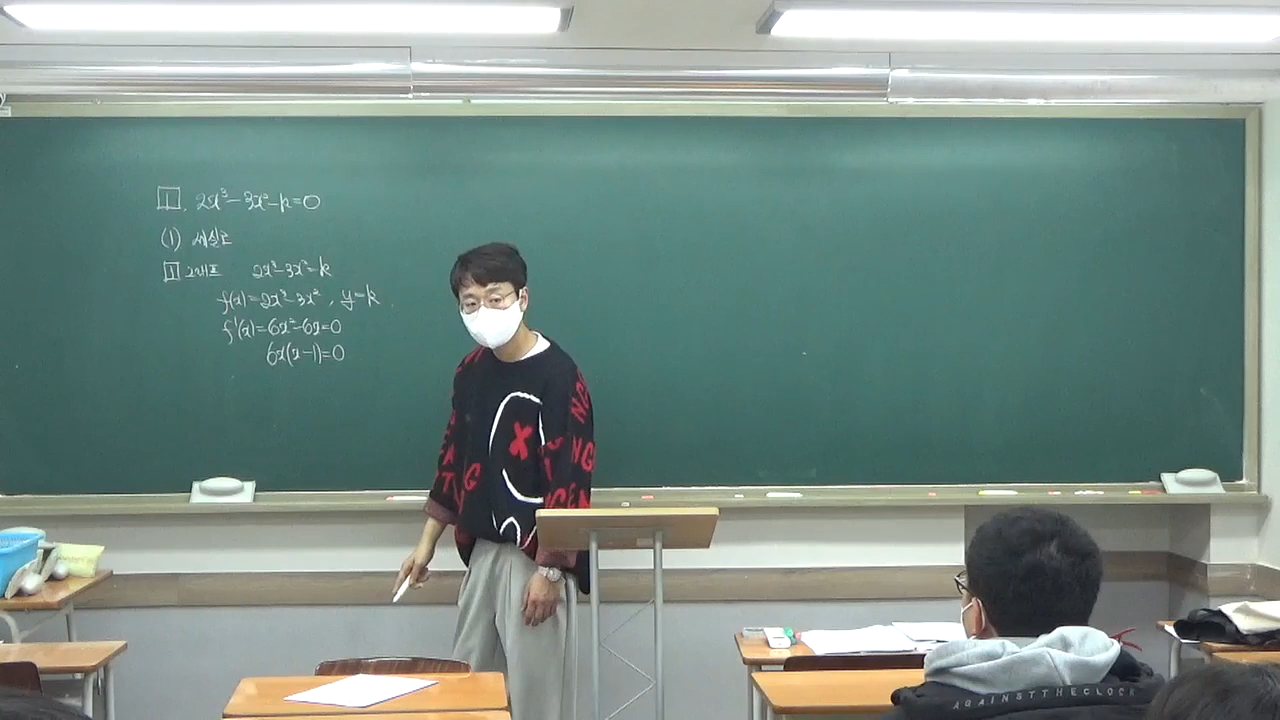 1. 2x³-3x²-k=0
(1) 세실근
1 그래프 2x³-3x²=k
f(x)=2x³-3x², y=k
f'(x)=6x²-6x=0
6x(x-1)=0
AGAINSTTHECLOCK